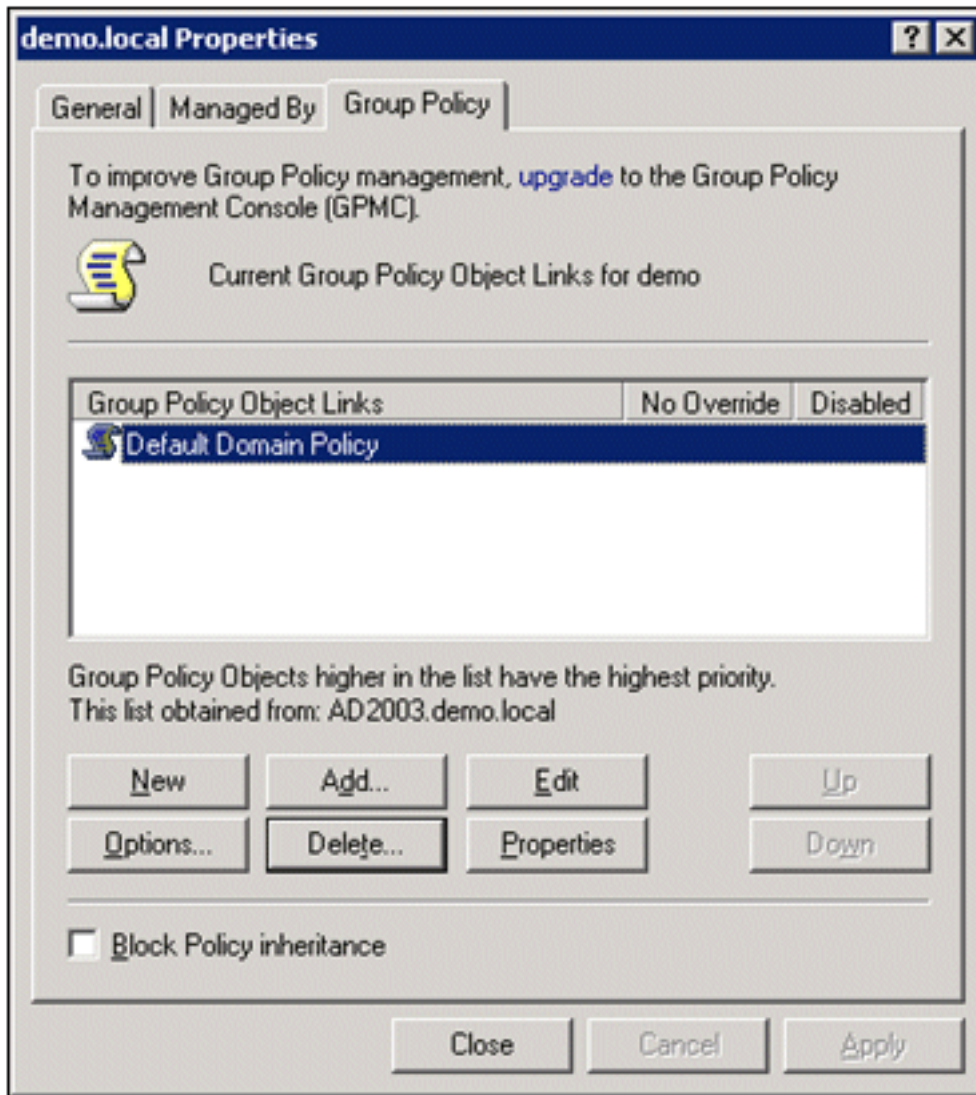 demo.local Properties
General Managed By Group Policy
To improve Group Policy management, upgrade to the Group Policy
Management Console (GPMC).
Current Group Policy Object Links for demo
Group Policy Object Links No Override Disabled
Default Domain Policy
Group Policy Objects higher in the list have the highest priority.
This list obtained from: AD2003.demo.local
New Add... Edit Up
Options... Delete... Properties Down
Block Policy inheritance
Close Cancel Apply